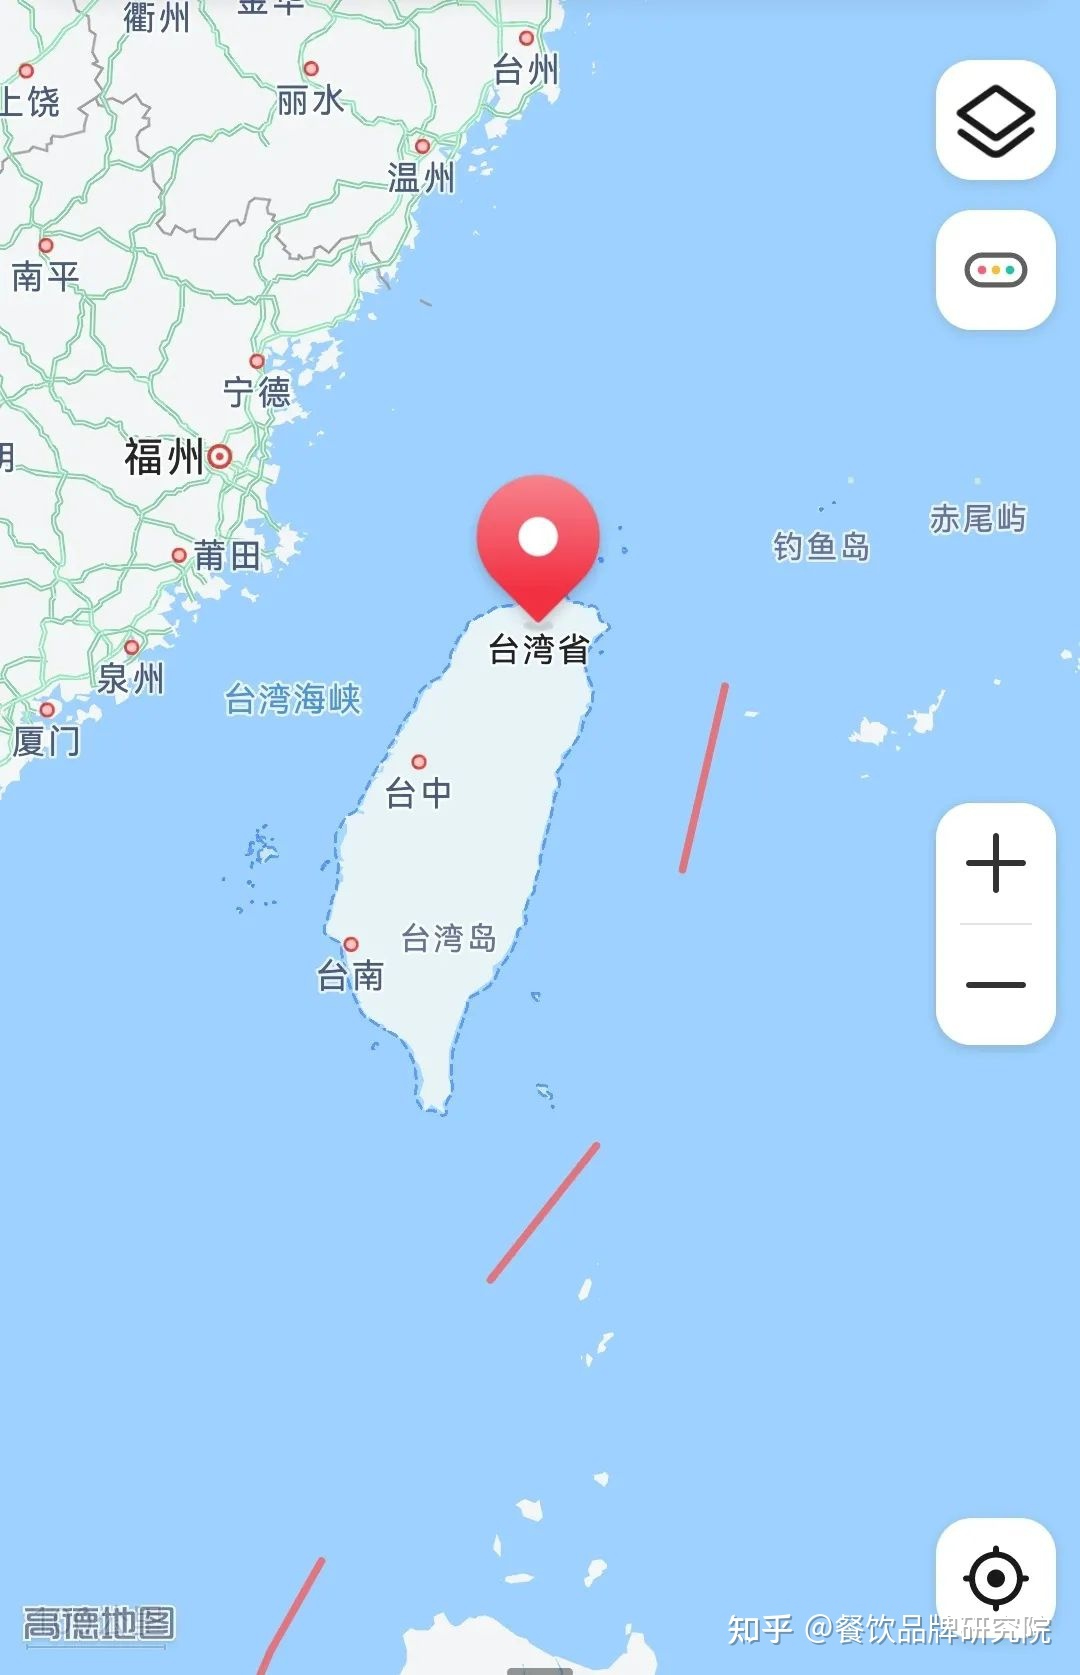 衢州
金华
台州
上饶
丽水
温州
南平
宁德
福州
钓鱼岛
赤尾屿
莆田
台湾省
泉州
台湾海峡
厦门
台中
台湾岛
台南
高德地图
知乎 @餐饮品牌研究院